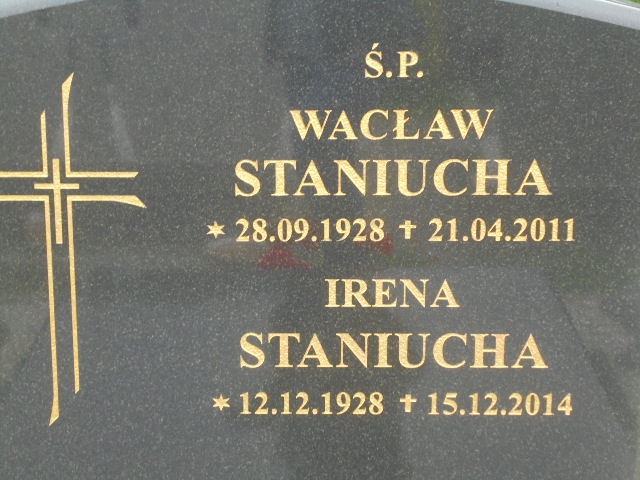 Ś.P.
WACŁAW
STANIUCHA
✶ 28.09.1928 ✝ 21.04.2011
IRENA
STANIUCHA
✶ 12.12.1928 ✝ 15.12.2014